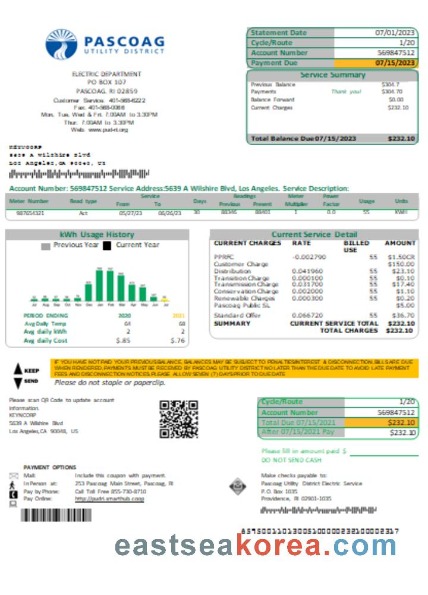 PASCOAG
UTILITY DISTRICT
ELECTRIC DEPARTMENT
PO BOX 107
PASCOAG, RI 02859
Customer Service: 401-568-6222
Mon, Tue, Wed & Fri, 7:00AM to 3:30PM
Thur: 7:00AM to 3:30PM
Web: www.pud-ri.org
Statement Date 07/01/2023
Cycle/Route 1/20
Account Number 569847512
Payment Due 07/15/2023
Service Summary
Previous Balance $304.7
Payments Thank you! $304.70
Balance Forward $0.00
Current Charges $232.10
Total Balance Due 07/15/2023 $232.10
KEYYCORP
5639 A Wilshire Blvd
Los Angeles,CA 90048, US
Account Number: 569847512 Service Address:5639 A Wilshire Blvd, Los Angeles. Service Description:
Meter Number Read type Service Days Readings Meter Power Usage Units
From To Previous Present Multiplier Factor
987654321 Act 05/27/23 06/26/23 30 88346 88401 1 0.0 55 KWH
kWh Usage History
Previous Year Current Year
PERIOD ENDING 2020 2021
Avg Daily Temp 64 68
Avg daily kWh 2 2
Avg daily Cost $.85 $.76
Current Service Detail
CURRENT CHARGES RATE BILLED USE AMOUNT
PPRFC -0.002790 55 $1.50CR
Customer Charge $150.00
Distribution 0.041960 55 $23.10
Transition Charge 0.000100 55 $0.10
Transmission Charge 0.031700 55 $17.40
Conservation Charge 0.002000 55 $1.10
Renewable Charges 0.000300 55 $0.20
Pascoag Public SL $5.00
Standard Offer 0.066720 55 $36.70
SUMMARY CURRENT SERVICE TOTAL $232.10
TOTAL CHARGES $232.10
IF YOU HAVE NOT PAID YOUR PREVIOUS BALANCE, BALANCES MAY BE SUBJECT TO PENALTIES/INTEREST & DISCONNECTION. BILLS ARE DUE
WHEN RENDERED. PAYMENTS MUST BE RECEIVED BY PASCOAG UTILITY DISTRICT NO LATER THAN THE DUE DATE TO AVOID LATE PAYMENT
FEES AND DISCONNECTION NOTICES. PLEASE ALLOW SEVEN (7) DAYS PRIOR TO DUE DATE
KEEP
SEND
Please do not staple or paperclip.
Please scan QR Code to update account
information.
KEYNCORP
5639 A Wilshire Blvd
Los Angeles,CA 90048, US
Cycle/Route 1/20
Account Number 569847512
Total Due 07/15/2021 $232.10
After 07/15/2021 Pay $232.10
Please fill in amount paid $
DO NOT SEND CASH
PAYMENT OPTIONS
Mail: Include this coupon with payment.
In Person at: 253 Pascoag Main Street, Pascoag, RI
Pay by Phone: Call Toll Free 855-730-8710
Pay Online: http://pud-ri.smarthub.coop
Make checks payable to:
Pascoag Utility District Electric Service
P.O. Box 1035
Providence, RI 02901-1035
eastseakorea.com